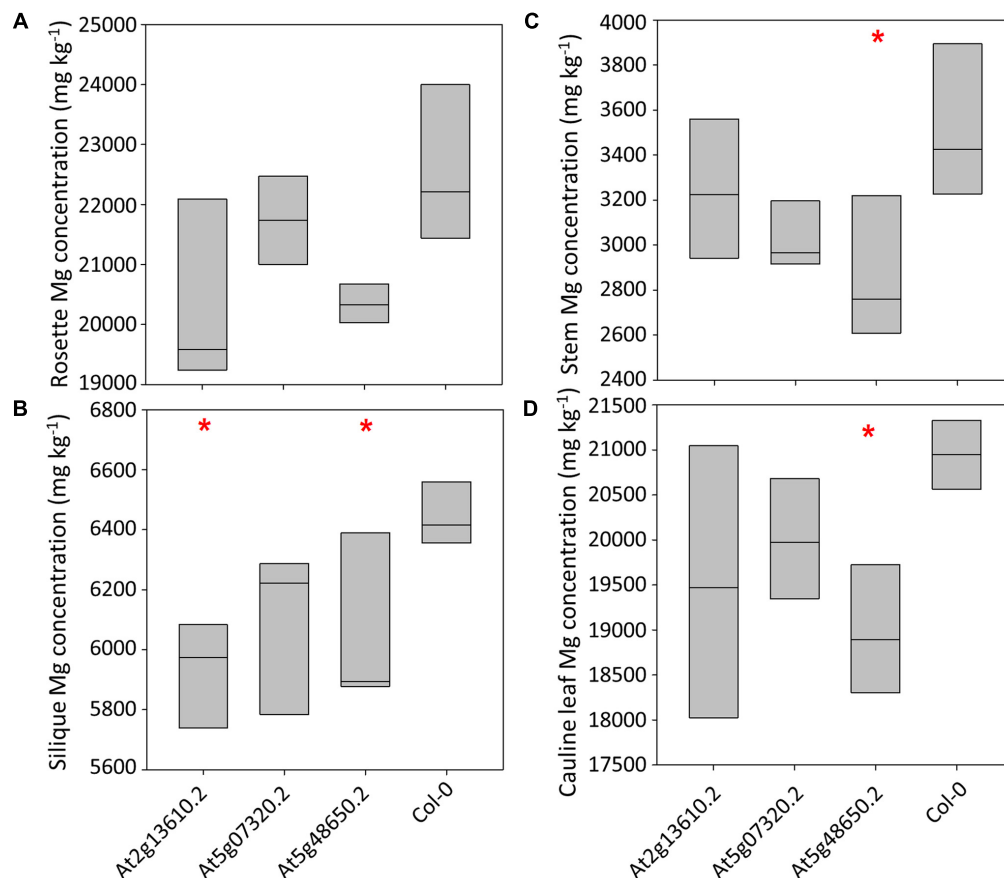 A
Rosette Mg concentration (mg kg⁻¹)
25000
24000
23000
22000
21000
20000
19000
B
Silique Mg concentration (mg kg⁻¹)
6800
*
*
6600
6400
6200
6000
5800
5600
At2g13610.2
At5g07320.2
At5g48650.2
Col-0
C
Stem Mg concentration (mg kg⁻¹)
4000
*
3800
3600
3400
3200
3000
2800
2600
2400
D
Cauline leaf Mg concentration (mg kg⁻¹)
21500
*
21000
20500
20000
19500
19000
18500
18000
17500
At2g13610.2
At5g07320.2
At5g48650.2
Col-0